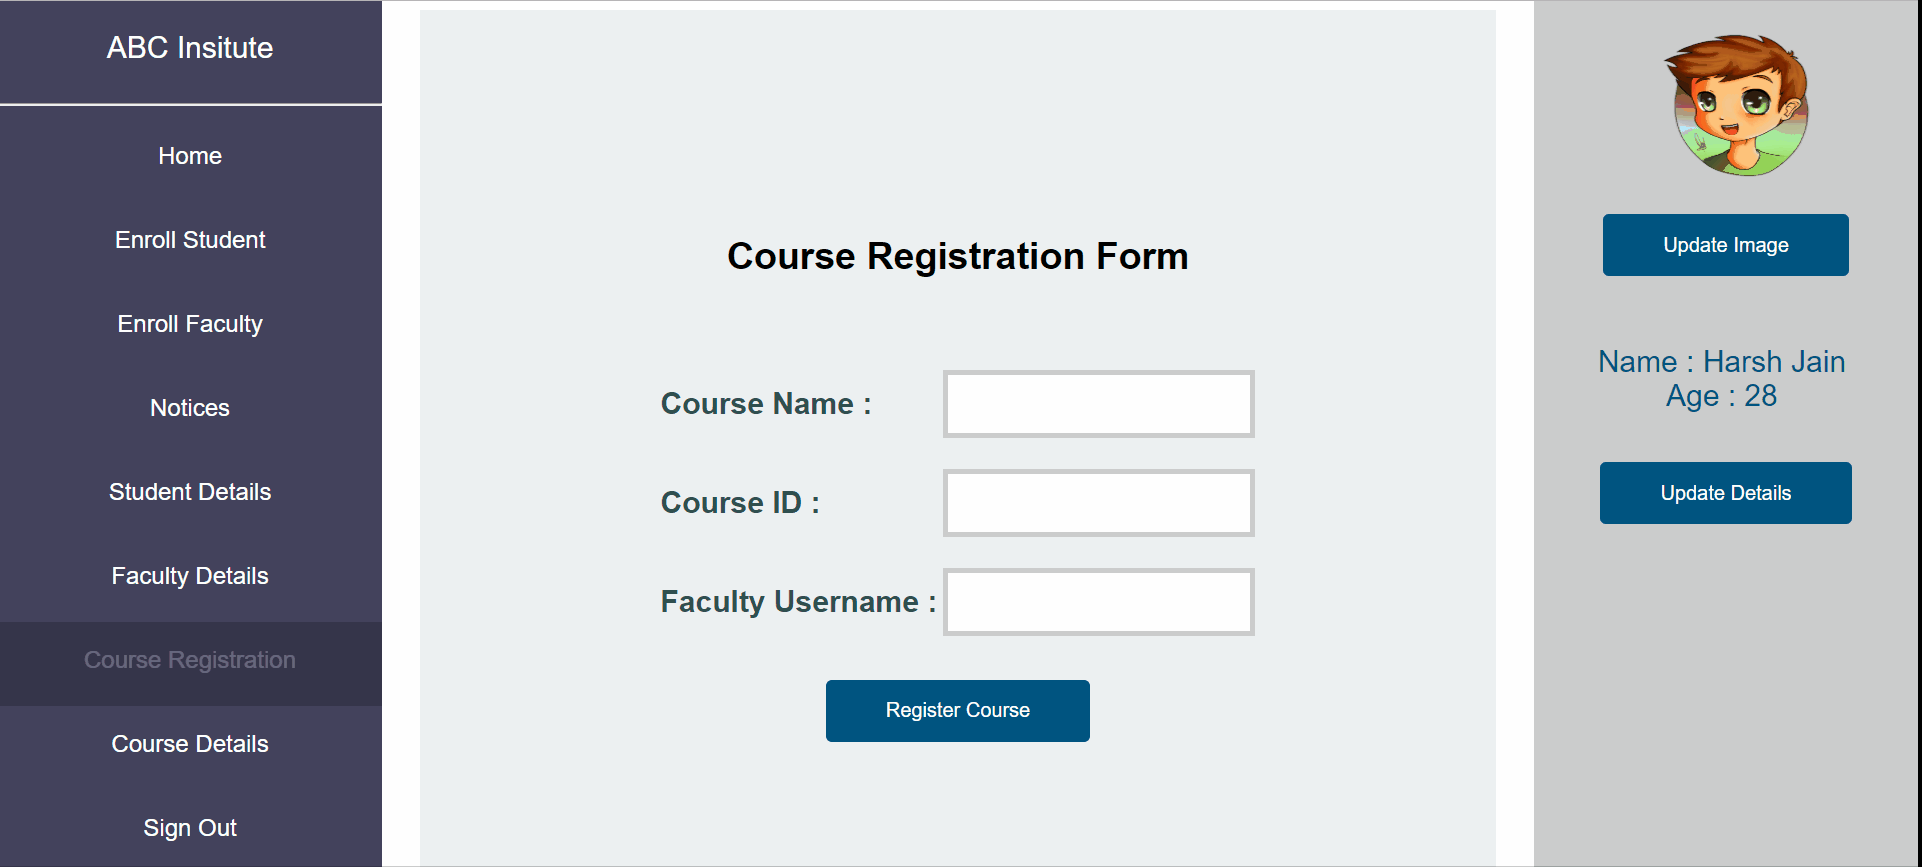 ABC Insitute
Home
Enroll Student
Enroll Faculty
Notices
Student Details
Faculty Details
Course Registration
Course Details
Sign Out
Course Registration Form
Course Name :
Course ID :
Faculty Username :
Register Course
Update Image
Name : Harsh Jain
Age : 28
Update Details